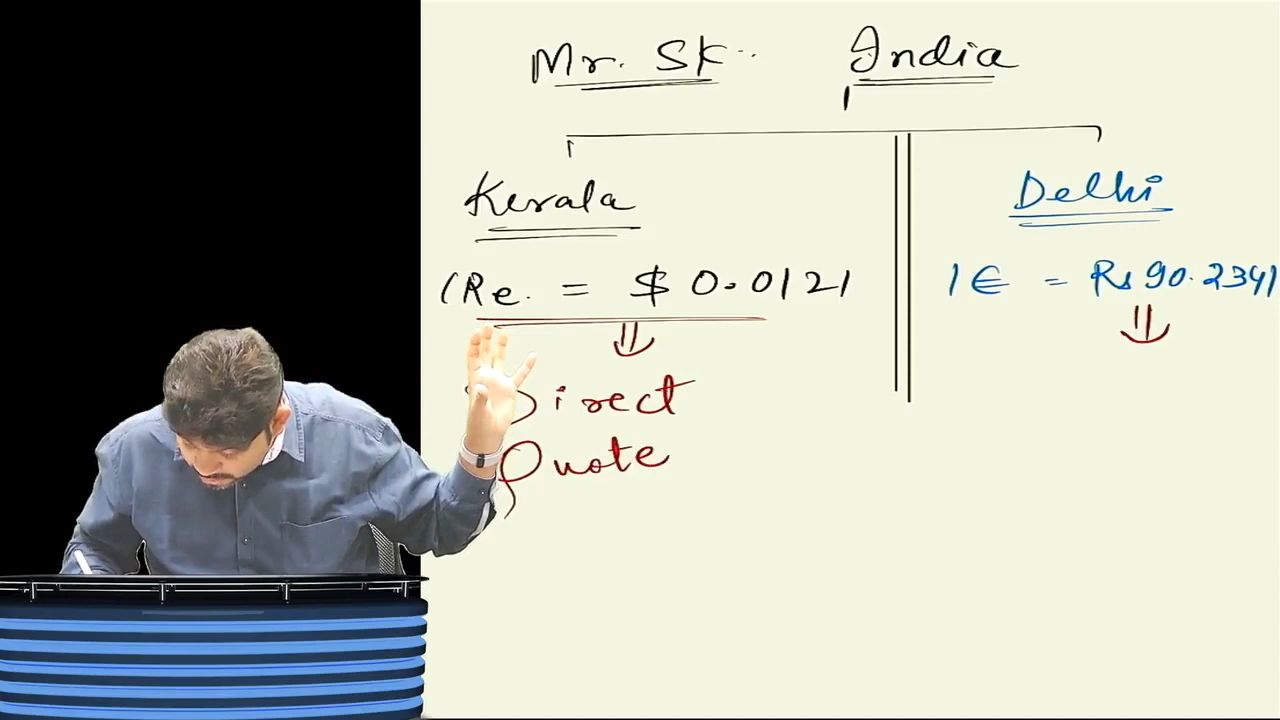 Mr. SK.. India
Kerala
1 Re. = $ 0.0121
Direct
Quote
Delhi
1 € = Rs 90.2341